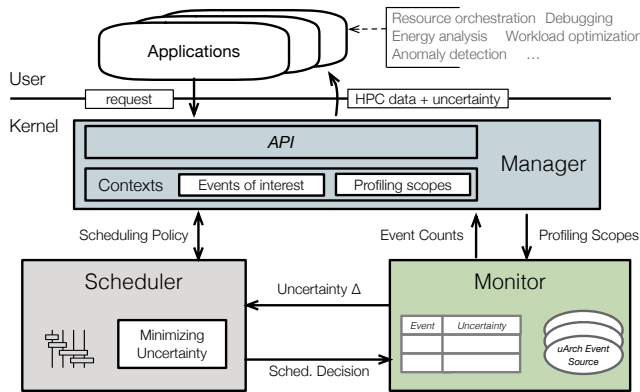 Resource orchestration Debugging
Energy analysis Workload optimization
Anomaly detection ...
Applications
User
request
HPC data + uncertainty
Kernel
API
Manager
Contexts
Events of interest
Profiling scopes
Scheduling Policy
Event Counts
Profiling Scopes
Scheduler
Uncertainty Δ
Monitor
Minimizing
Uncertainty
Event
Uncertainty
uArch Event
Source
Sched. Decision